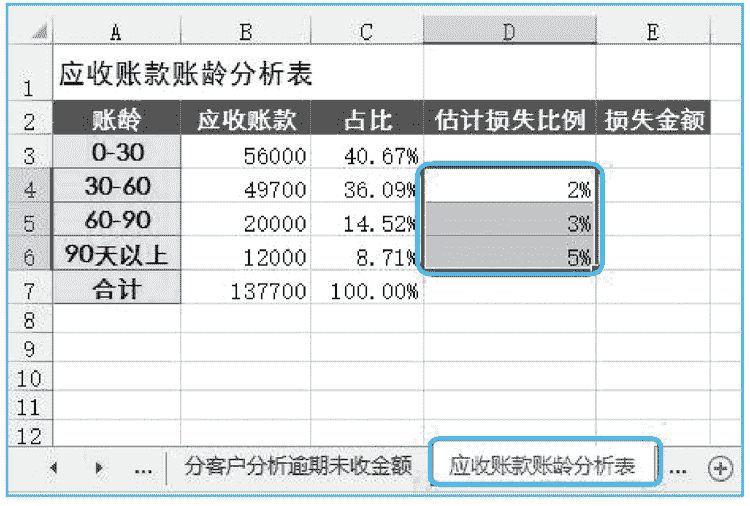 A B C D E
1 应收账款账龄分析表
2 账龄 应收账款 占比 估计损失比例 损失金额
3 0-30 56000 40.67%
4 30-60 49700 36.09% 2%
5 60-90 20000 14.52% 3%
6 90天以上 12000 8.71% 5%
7 合计 137700 100.00%
8
9
10
11
12
... 分客户分析逾期未收金额 应收账款账龄分析表 ...